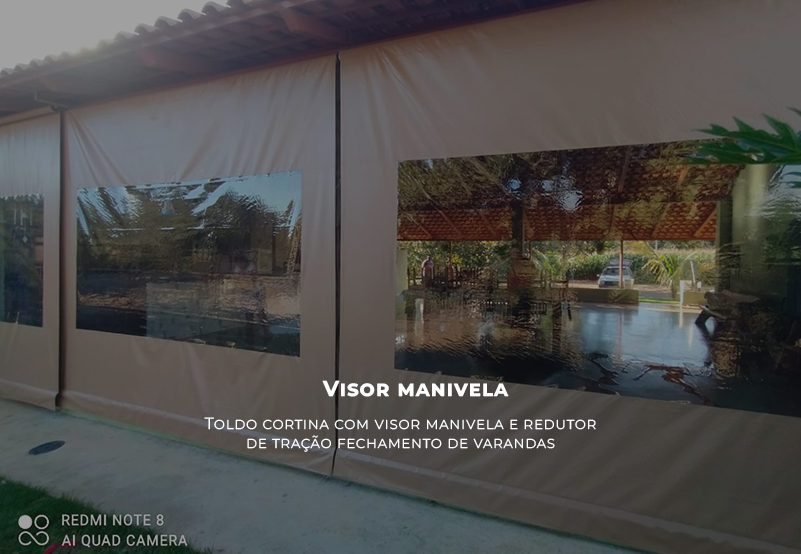 Visor manivela
Toldo cortina com visor manivela e redutor
de tração fechamento de varandas
REDMI NOTE 8
AI QUAD CAMERA